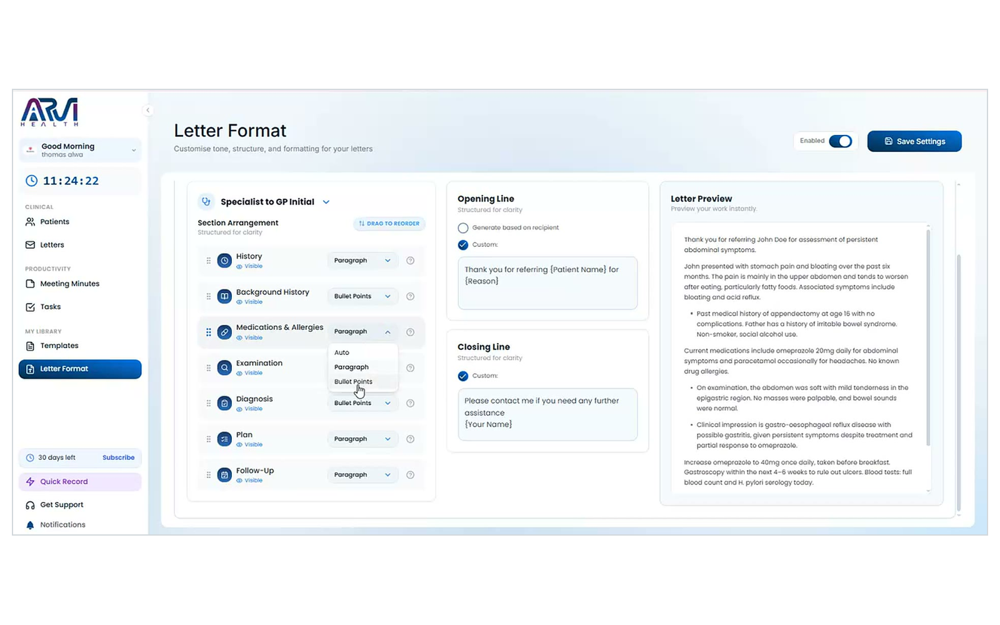 ARVI
HEALTH
Good Morning
thomas alwa
11:24:22
CLINICAL
Patients
Letters
PRODUCTIVITY
Meeting Minutes
Tasks
MY LIBRARY
Templates
Letter Format
30 days left
Subscribe
Quick Record
Get Support
Notifications
Letter Format
Customise tone, structure, and formatting for your letters
Enabled
Save Settings
Specialist to GP Initial
Section Arrangement
Structured for clarity
DRAG TO REORDER
History
Visible
Paragraph
Background History
Visible
Bullet Points
Medications & Allergies
Visible
Paragraph
Auto
Paragraph
Bullet Points
Examination
Visible
Diagnosis
Visible
Bullet Points
Plan
Visible
Paragraph
Follow-Up
Visible
Paragraph
Opening Line
Structured for clarity
Generate based on recipient
Custom:
Thank you for referring {Patient Name} for
{Reason}
Closing Line
Structured for clarity
Custom:
Please contact me if you need any further
assistance
{Your Name}
Letter Preview
Preview your work instantly.
Thank you for referring John Doe for assessment of persistent
abdominal symptoms.
John presented with stomach pain and bloating over the past six
months. The pain is mainly in the upper abdomen and tends to worsen
after eating, particularly fatty foods. Associated symptoms include
bloating and acid reflux.
• Past medical history of appendectomy at age 16 with no
complications. Father has a history of irritable bowel syndrome.
Non-smoker, social alcohol use.
Current medications include omeprazole 20mg daily for abdominal
symptoms and paracetamol occasionally for headaches. No known
drug allergies.
• On examination, the abdomen was soft with mild tenderness in the
epigastric region. No masses were palpable, and bowel sounds
were normal.
• Clinical impression is gastro-oesophageal reflux disease with
possible gastritis, given persistent symptoms despite treatment and
partial response to omeprazole.
Increase omeprazole to 40mg once daily, taken before breakfast.
Gastroscopy within the next 4–6 weeks to rule out ulcers. Blood tests: full
blood count and H. pylori serology today.